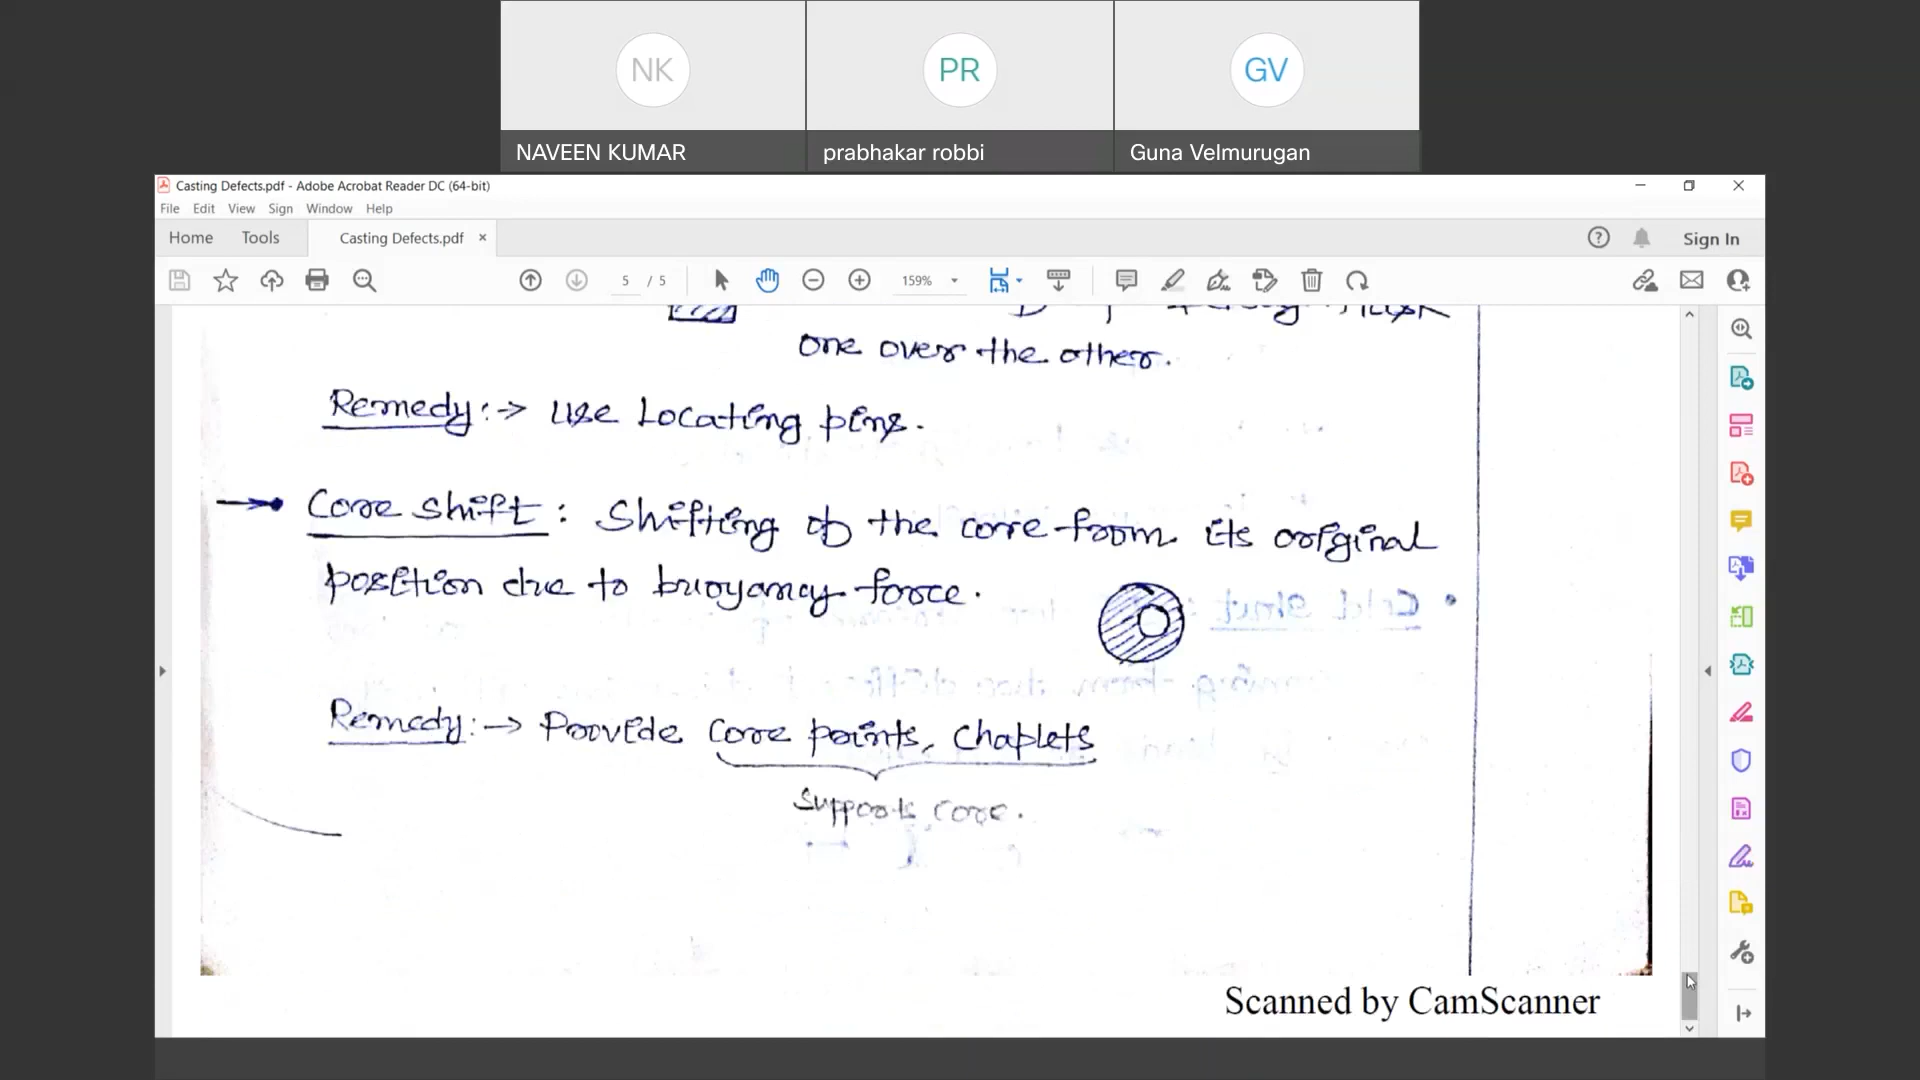 NK
PR
GV
NAVEEN KUMAR
prabhakar robbi
Guna Velmurugan
Casting Defects.pdf - Adobe Acrobat Reader DC (64-bit)
File Edit View Sign Window Help
Home Tools Casting Defects.pdf × Sign In
5 / 5 159%
one over the other.
Remedy:-> Use Locating pins.
Core shift: Shifting of the core from its original
position due to buoyancy force.
Remedy:-> Provide Core points, Chaplets
Supports core.
Scanned by CamScanner